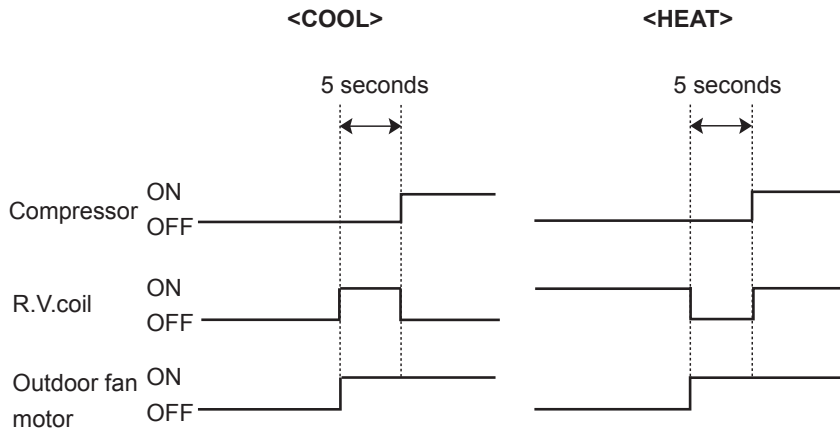 <COOL> <HEAT>
5 seconds 5 seconds
Compressor ON
OFF
R.V.coil ON
OFF
Outdoor fan motor ON
OFF